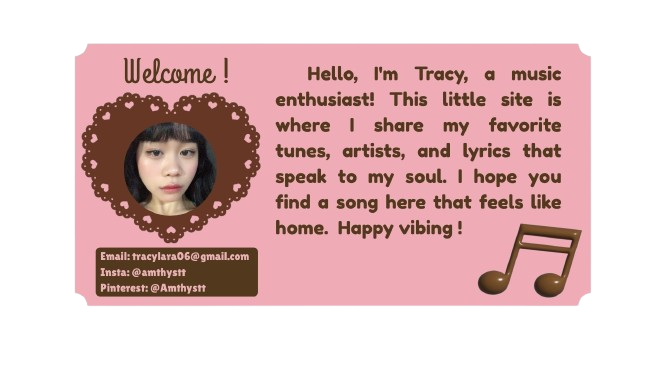 Welcome !
Hello, I'm Tracy, a music
enthusiast! This little site is
where I share my favorite
tunes, artists, and lyrics that
speak to my soul. I hope you
find a song here that feels like
home. Happy vibing !
Email: tracylara06@gmail.com
Insta: @amthystt
Pinterest: @Amthystt